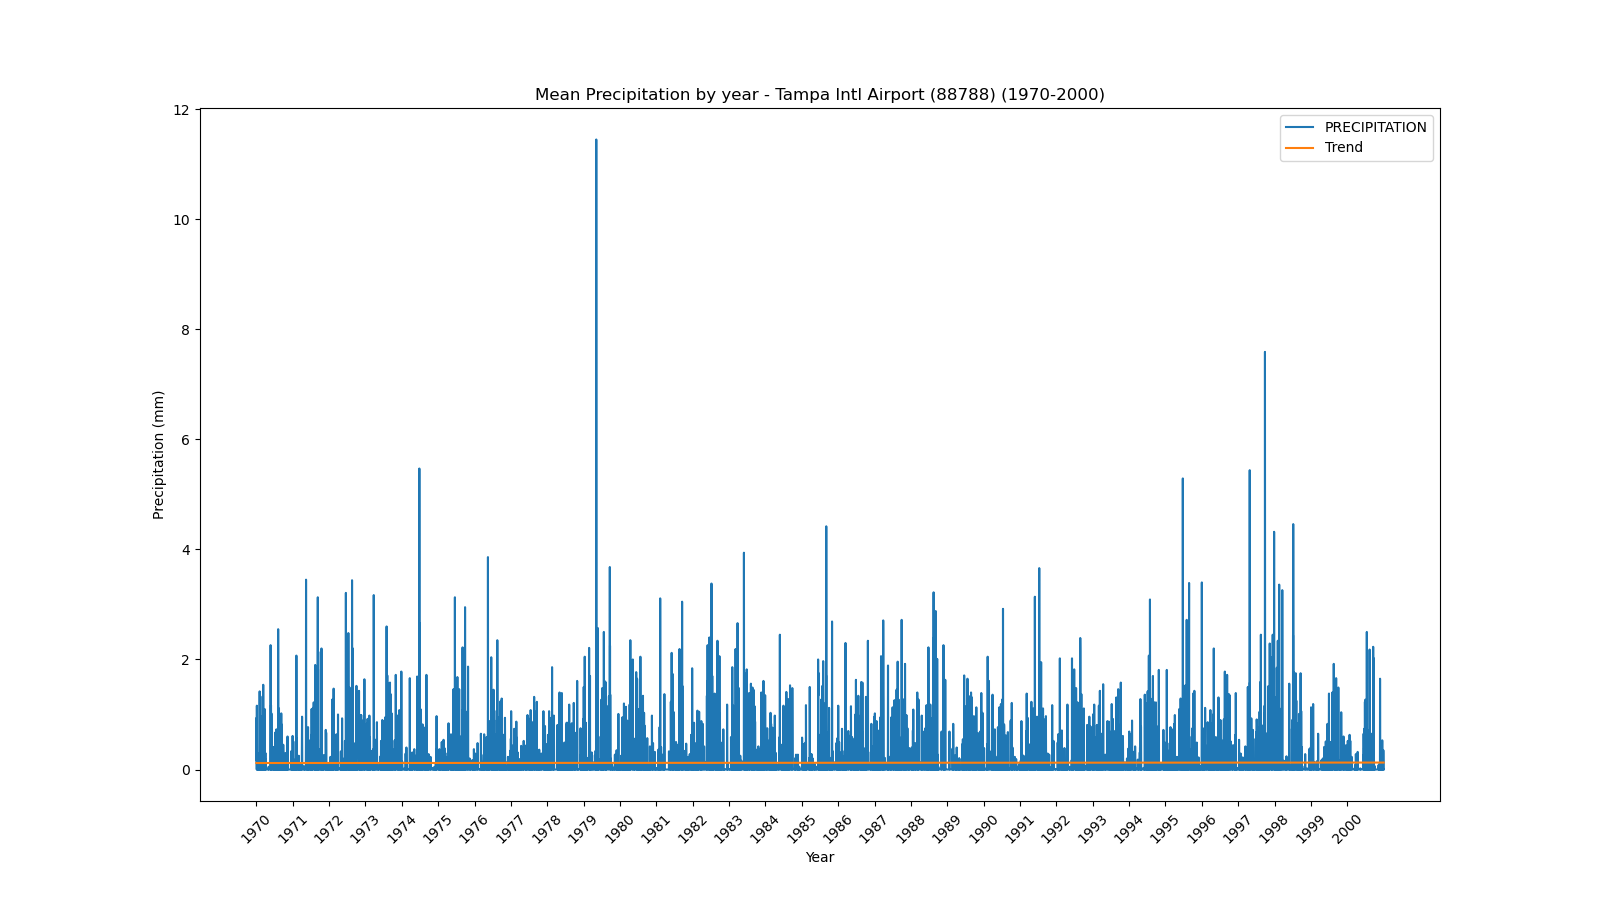 Mean Precipitation by year - Tampa Intl Airport (88788) (1970-2000)
PRECIPITATION
Trend
12
10
8
6
4
2
0
Precipitation (mm)
1970 1971 1972 1973 1974 1975 1976 1977 1978 1979 1980 1981 1982 1983 1984 1985 1986 1987 1988 1989 1990 1991 1992 1993 1994 1995 1996 1997 1998 1999 2000
Year